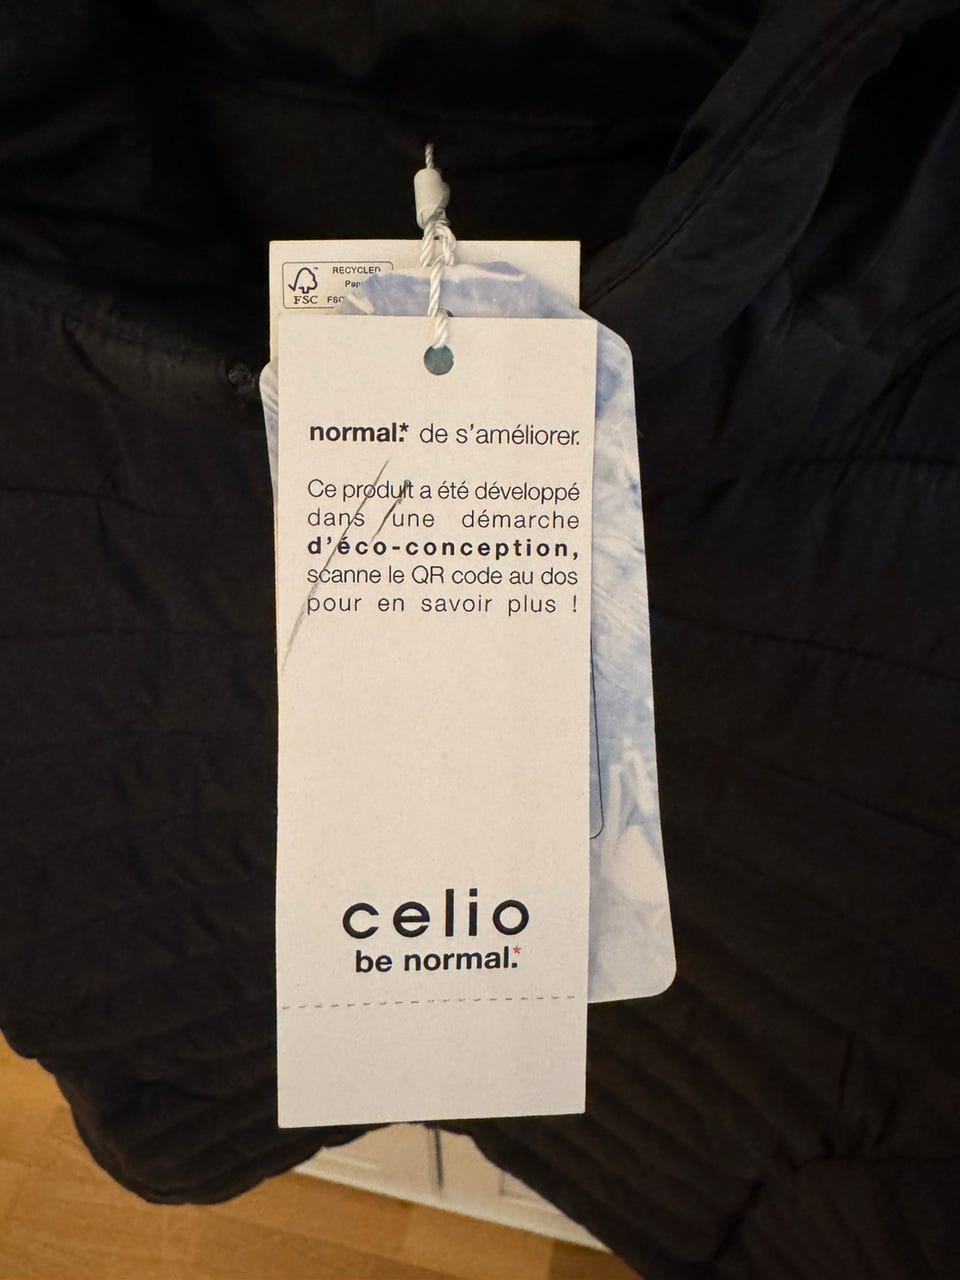 RECYCLED
FSC
normal.* de s'améliorer.
Ce produit a été développé
dans une démarche
d'éco-conception,
scanne le QR code au dos
pour en savoir plus !
celio
be normal.*